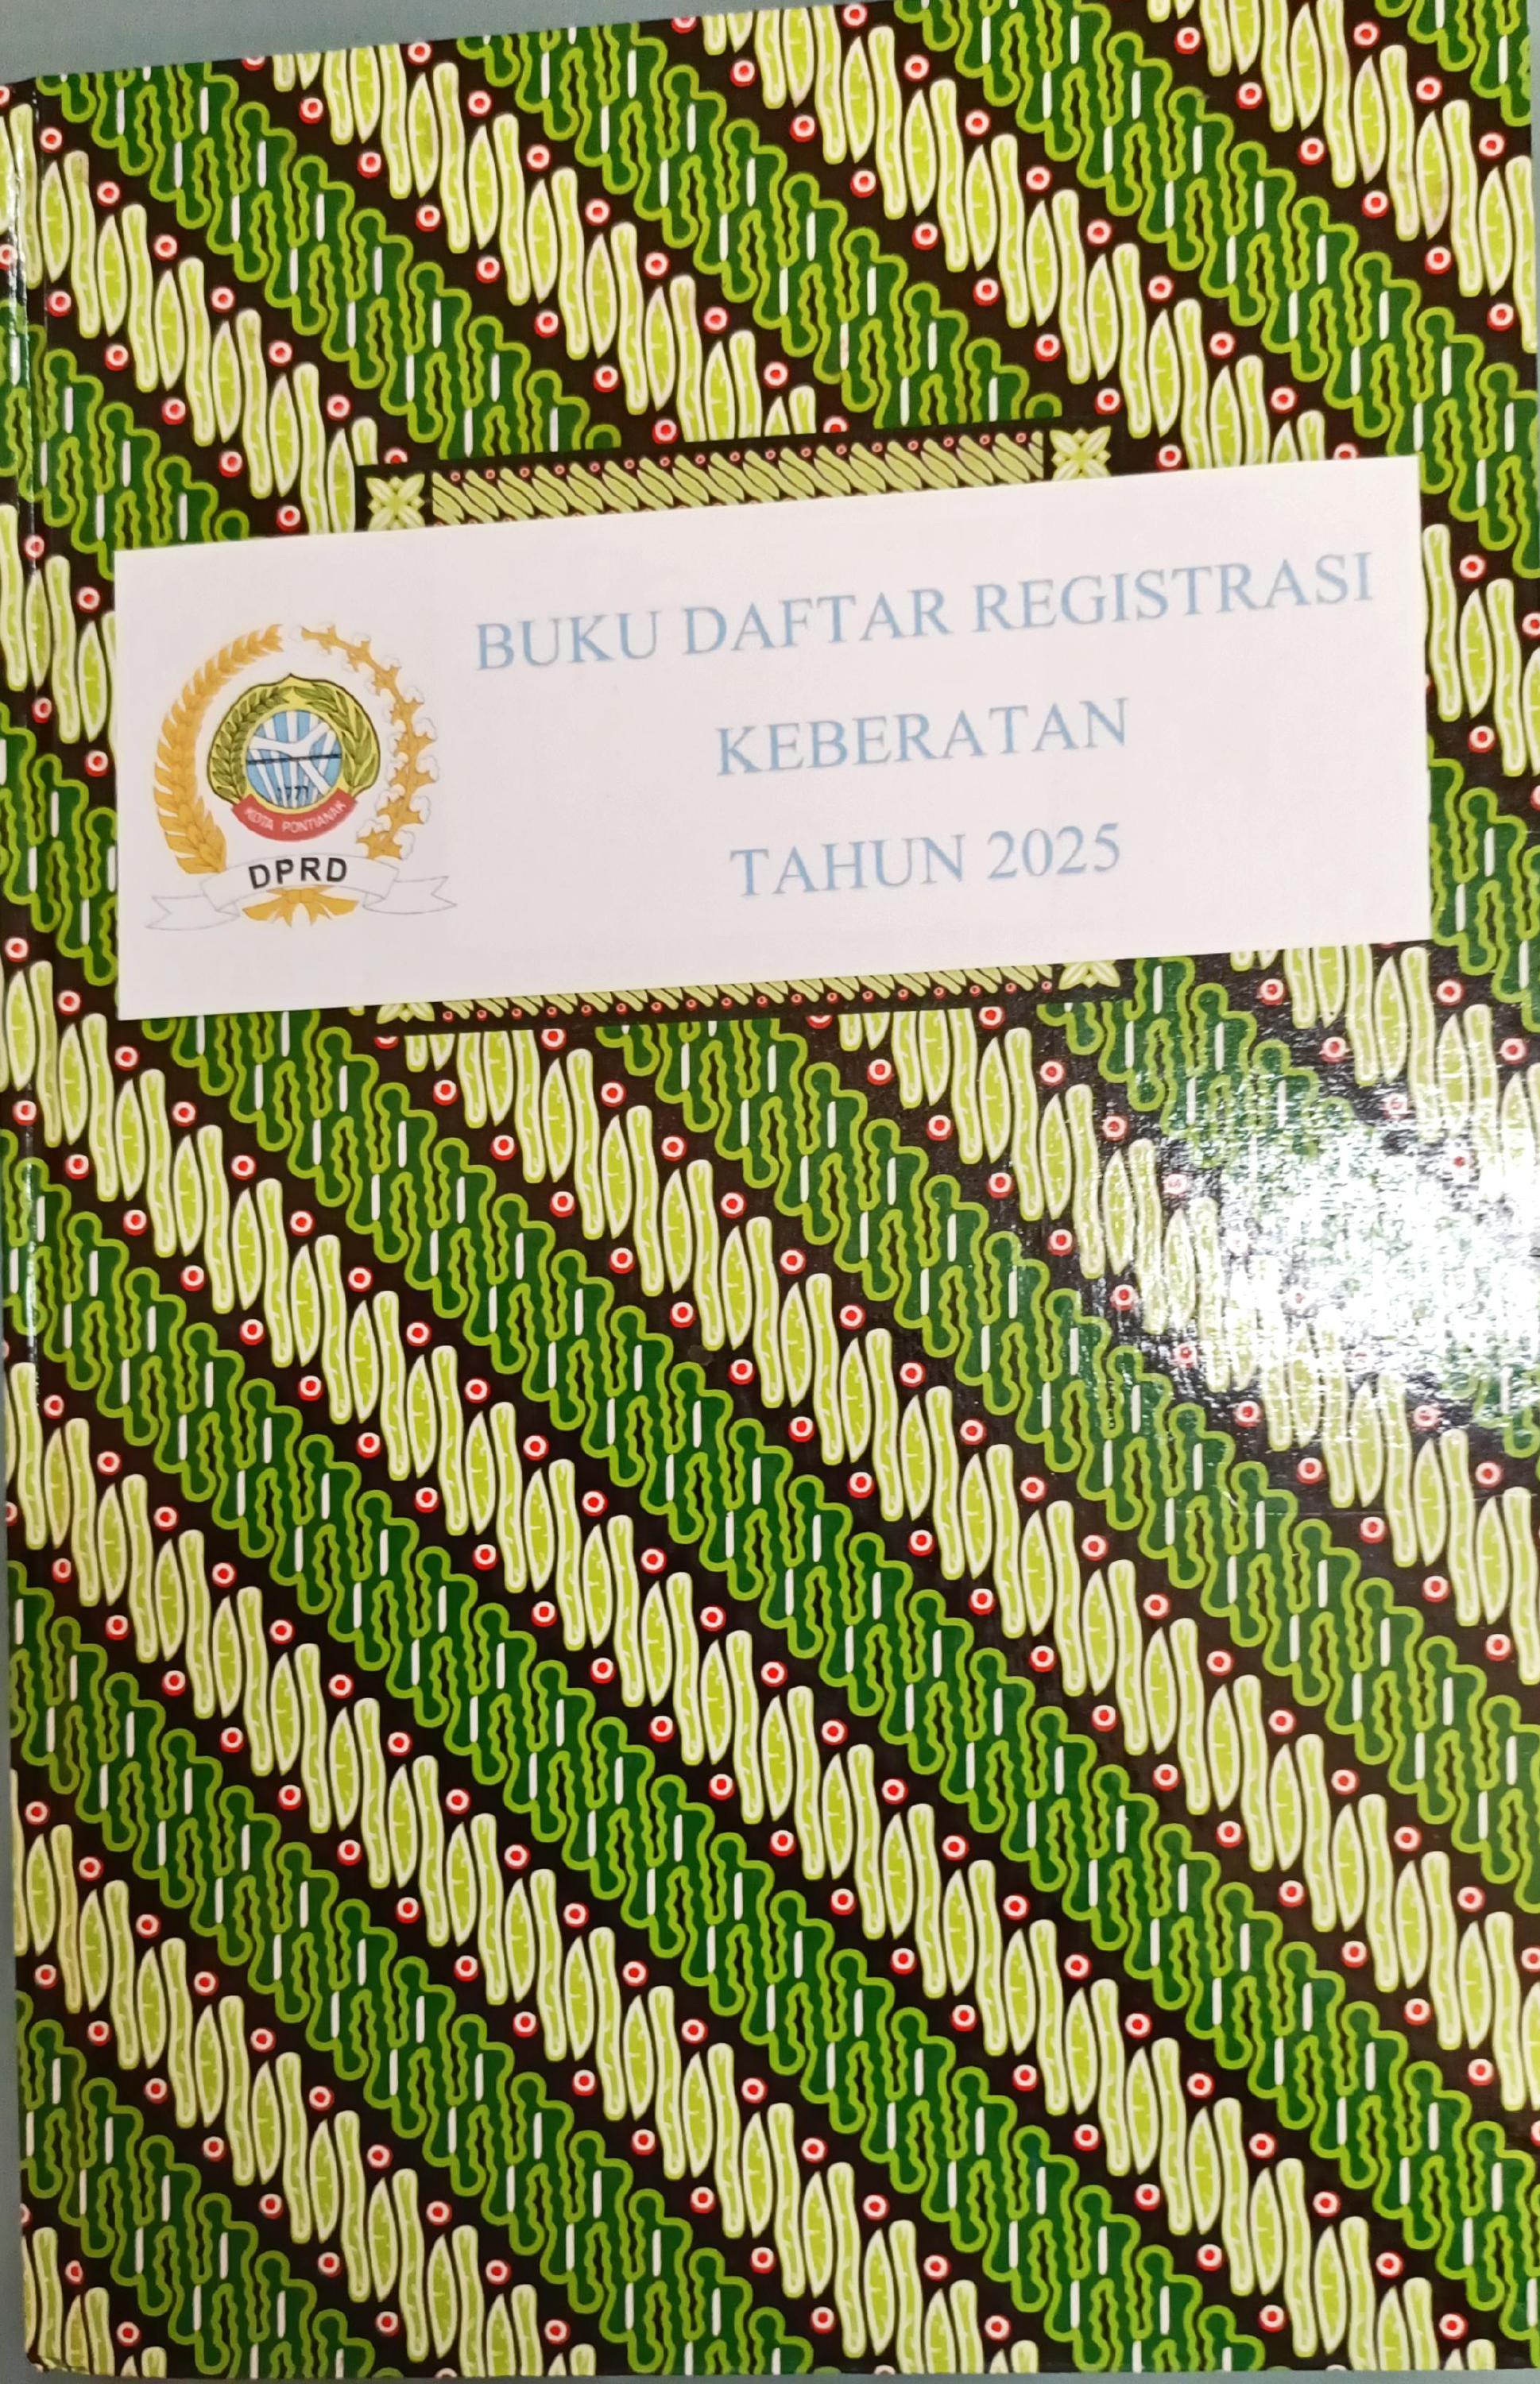 BUKU DAFTAR REGISTRASI
KEBERATAN
TAHUN 2025
1771
KOTA PONTIANAK
DPRD